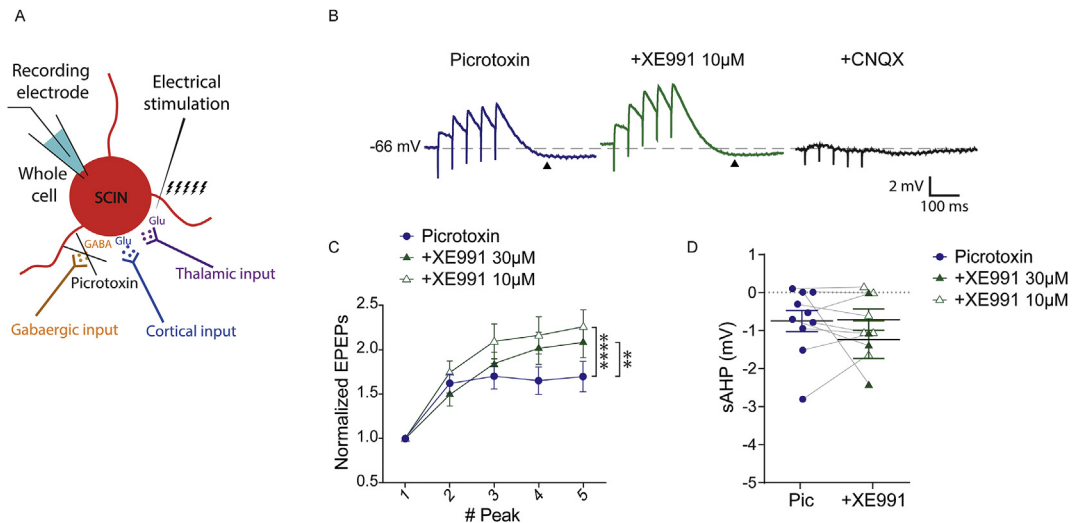 A
Recording
electrode
Electrical
stimulation
Whole
cell
SCIN
Glu
GABA
Glu
Picrotoxin
Thalamic input
Gabaergic input
Cortical input
B
Picrotoxin
+XE991 10µM
+CNQX
-66 mV
2 mV
100 ms
C
Picrotoxin
+XE991 30µM
+XE991 10µM
Normalized EPEPs
2.5
2.0
1.5
1.0
0.5
****
**
1
2
3
4
5
# Peak
D
Picrotoxin
+XE991 30µM
+XE991 10µM
sAHP (mV)
1
0
-1
-2
-3
-4
-5
Pic
+XE991